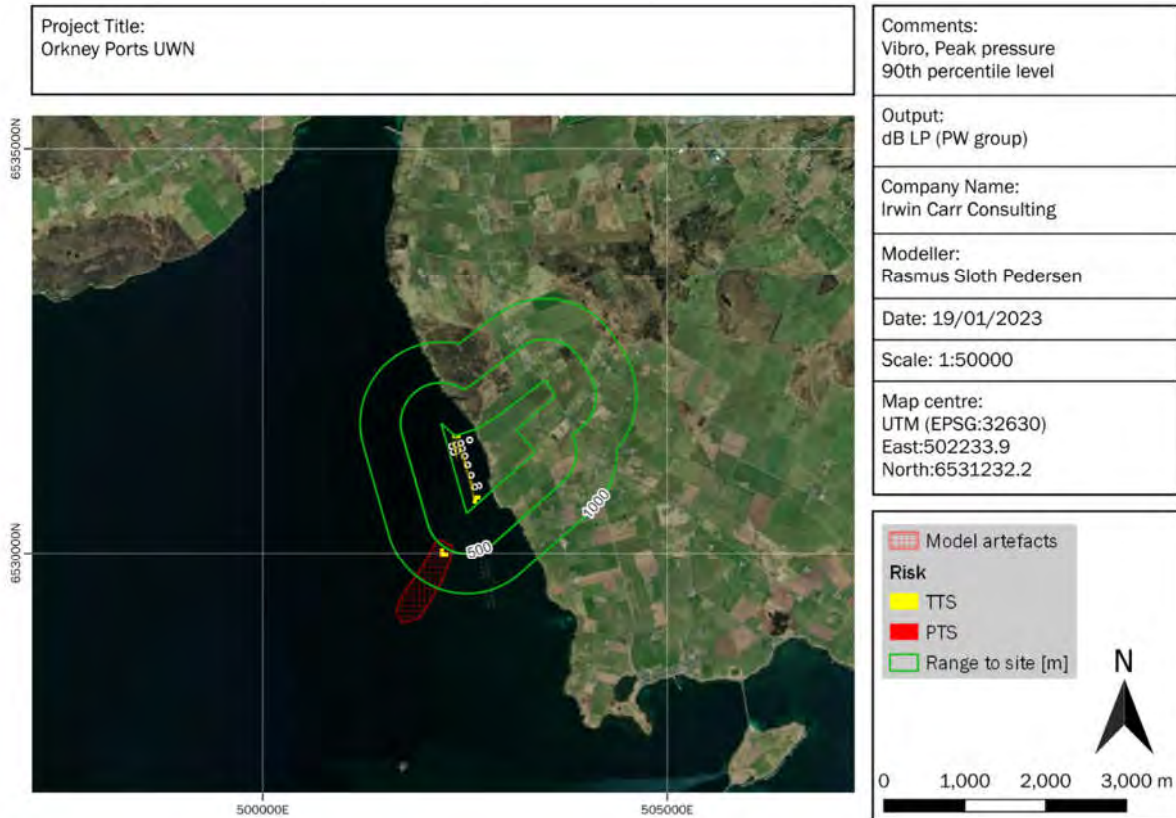 Project Title:
Orkney Ports UWN
Comments:
Vibro, Peak pressure
90th percentile level
Output:
dB LP (PW group)
Company Name:
Irwin Carr Consulting
Modeller:
Rasmus Sloth Pedersen
Date: 19/01/2023
Scale: 1:50000
Map centre:
UTM (EPSG:32630)
East:502233.9
North:6531232.2
6535000N
6530000N
500
1000
500000E
505000E
Model artefacts
Risk
TTS
PTS
Range to site [m]
N
0 1,000 2,000 3,000 m